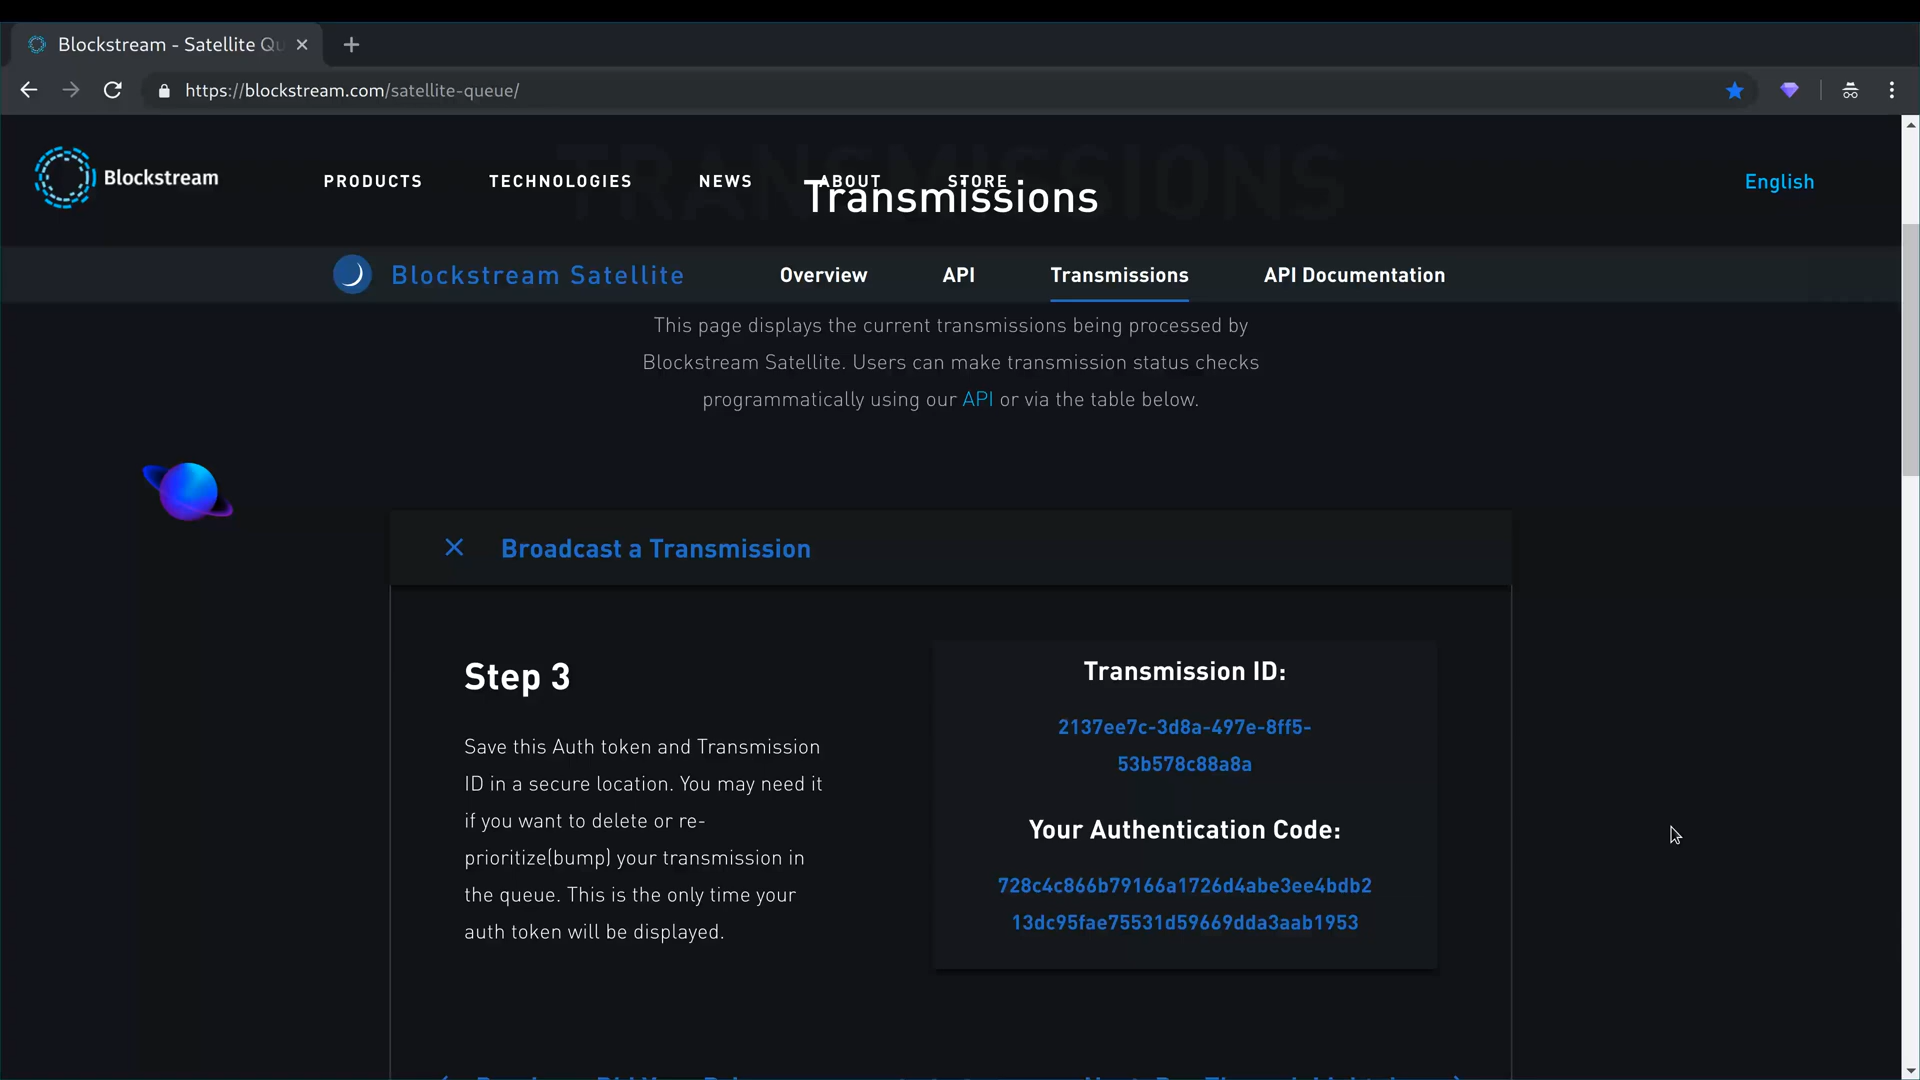 Blockstream - Satellite Qu
https://blockstream.com/satellite-queue/
TRANSMISSIONS
Blockstream
PRODUCTS
TECHNOLOGIES
NEWS
ABOUT
STORE
English
Transmissions
Blockstream Satellite
Overview
API
Transmissions
API Documentation
This page displays the current transmissions being processed by
Blockstream Satellite. Users can make transmission status checks
programmatically using our API or via the table below.
Broadcast a Transmission
Step 3
Save this Auth token and Transmission
ID in a secure location. You may need it
if you want to delete or re-
prioritize(bump) your transmission in
the queue. This is the only time your
auth token will be displayed.
Transmission ID:
2137ee7c-3d8a-497e-8ff5-
53b578c88a8a
Your Authentication Code:
728c4c866b79166a1726d4abe3ee4bdb2
13dc95fae75531d59669dda3aab1953